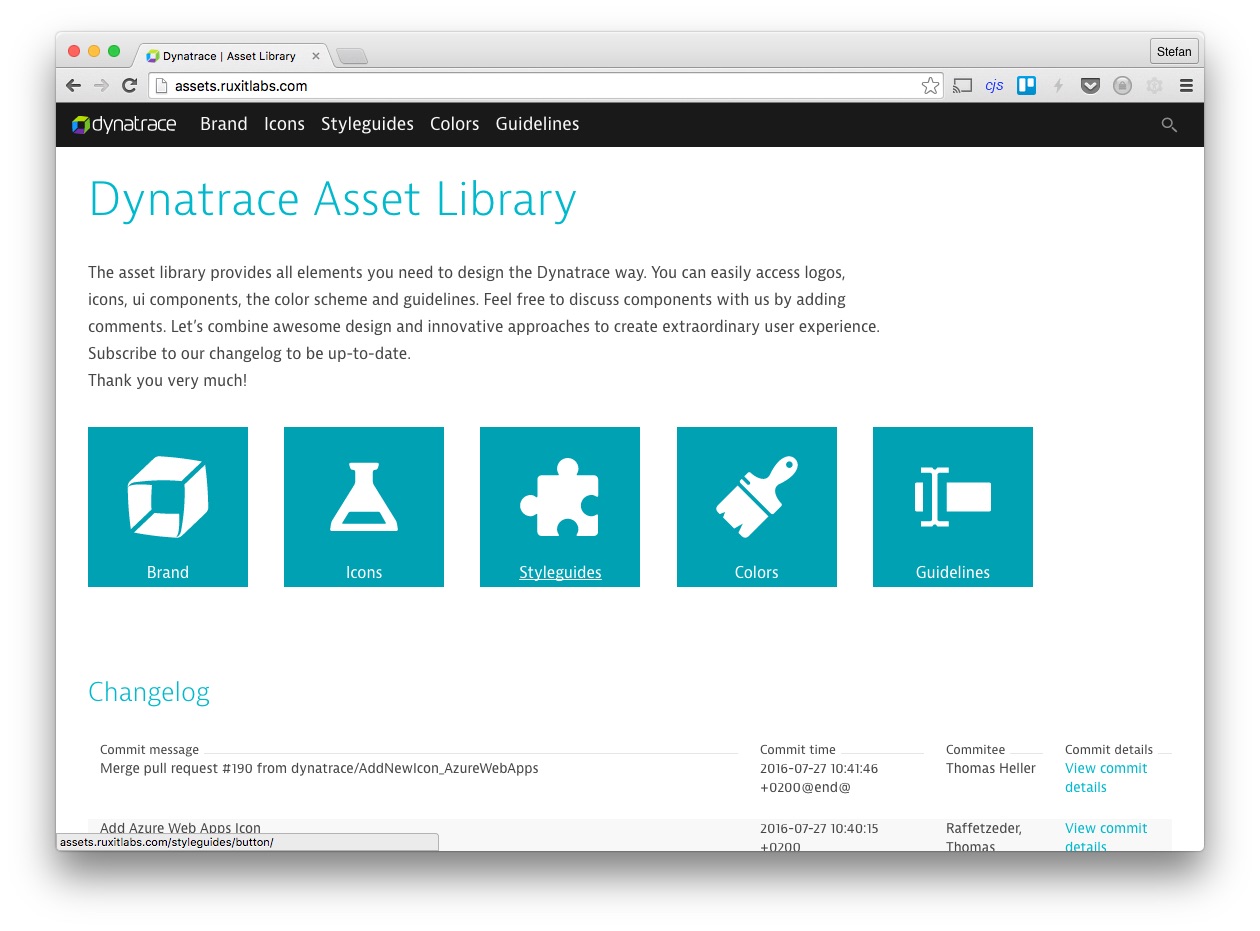 Dynatrace | Asset Library
Stefan
assets.ruxitlabs.com
cjs
dynatrace Brand Icons Styleguides Colors Guidelines
Dynatrace Asset Library
The asset library provides all elements you need to design the Dynatrace way. You can easily access logos,
icons, ui components, the color scheme and guidelines. Feel free to discuss components with us by adding
comments. Let's combine awesome design and innovative approaches to create extraordinary user experience.
Subscribe to our changelog to be up-to-date.
Thank you very much!
Brand Icons Styleguides Colors Guidelines
Changelog
Commit message Commit time Commitee Commit details
Merge pull request #190 from dynatrace/AddNewIcon_AzureWebApps 2016-07-27 10:41:46 Thomas Heller View commit
+0200@end@ details
Add Azure Web Apps Icon 2016-07-27 10:40:15 Raffetzeder, View commit
+0200 Thomas details
assets.ruxitlabs.com/styleguides/button/